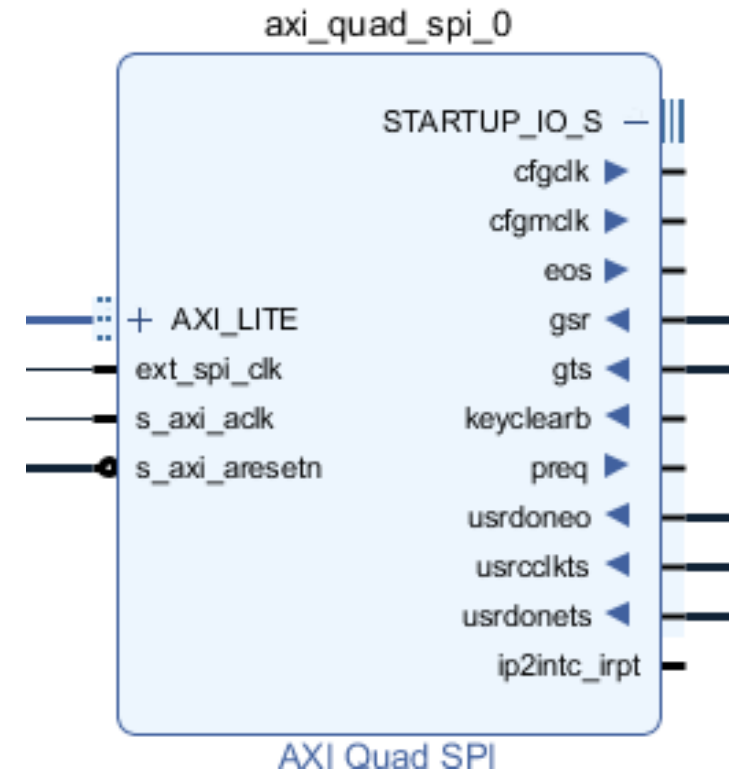 axi_quad_spi_0
STARTUP_IO_S
cfgclk
cfgmclk
eos
AXI_LITE
gsr
ext_spi_clk
gts
s_axi_aclk
keyclearb
s_axi_aresetn
preq
usrdoneo
usrcclkts
usrdonets
ip2intc_irpt
AXI Quad SPI